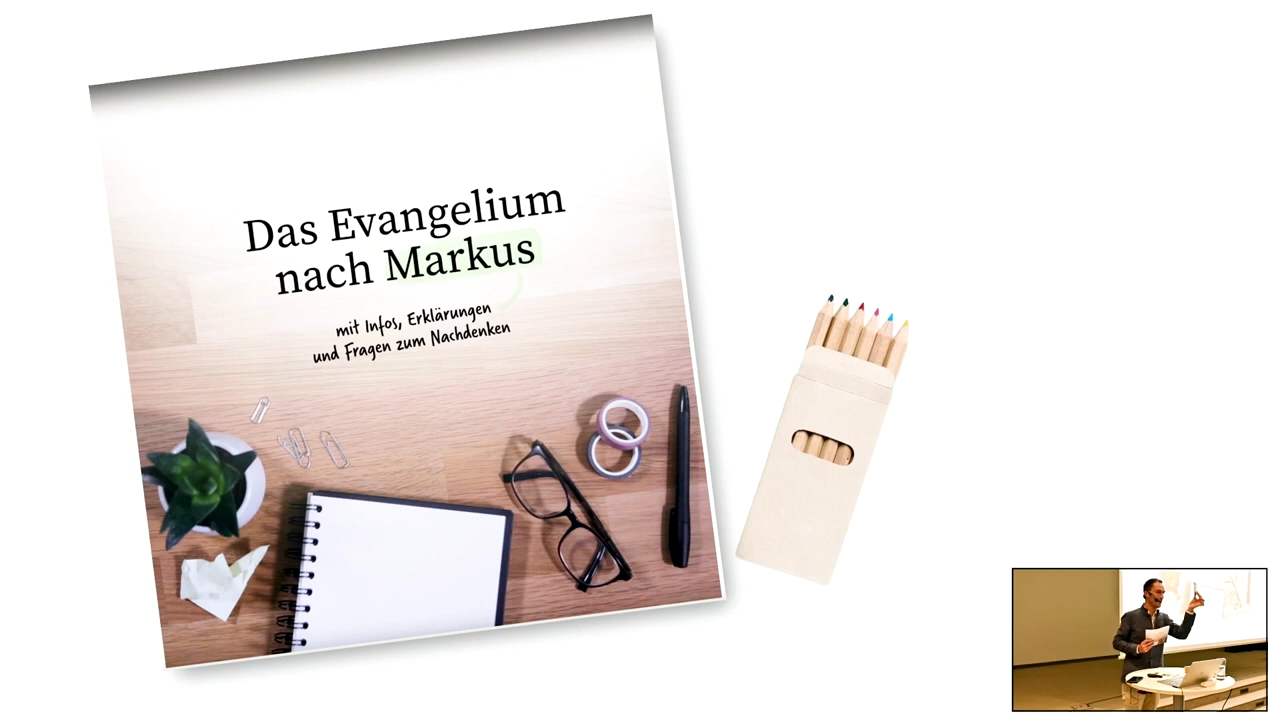 Das Evangelium
nach Markus
mit Infos, Erklärungen
und Fragen zum Nachdenken